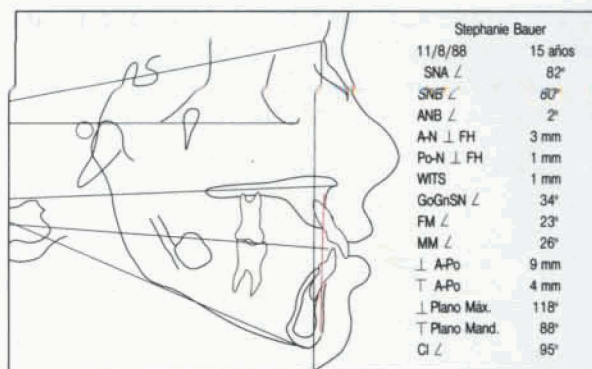 Stephanie Bauer
11/8/88 15 años
SNA ∠ 82°
SNB ∠ 80°
ANB ∠ 2°
A-N ⊥ FH 3 mm
Po-N ⊥ FH 1 mm
WITS 1 mm
GoGnSN ∠ 34°
FM ∠ 23°
MM ∠ 26°
⊥ A-Po 9 mm
⊤ A-Po 4 mm
⊥ Plano Máx. 118°
⊤ Plano Mand. 88°
CI ∠ 95°